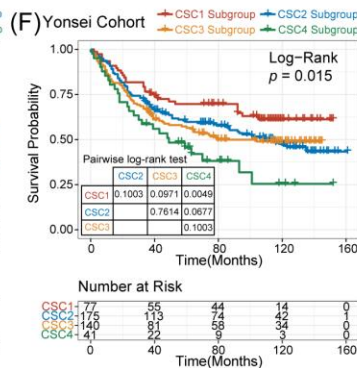 (F) Yonsei Cohort
CSC1 Subgroup CSC2 Subgroup
CSC3 Subgroup CSC4 Subgroup
Log-Rank
p = 0.015
Survival Probability
1.00
0.75
0.50
0.25
0.00
Pairwise log-rank test
CSC2 CSC3 CSC4
CSC1 0.1003 0.0971 0.0049
CSC2 0.7614 0.0677
CSC3 0.1003
0 40 80 120 160
Time(Months)
Number at Risk
CSC1 77 55 44 14 0
CSC2 175 113 74 42 1
CSC3 140 81 58 34 0
CSC4 41 22 9 3 0
0 40 80 120 160
Time(Months)